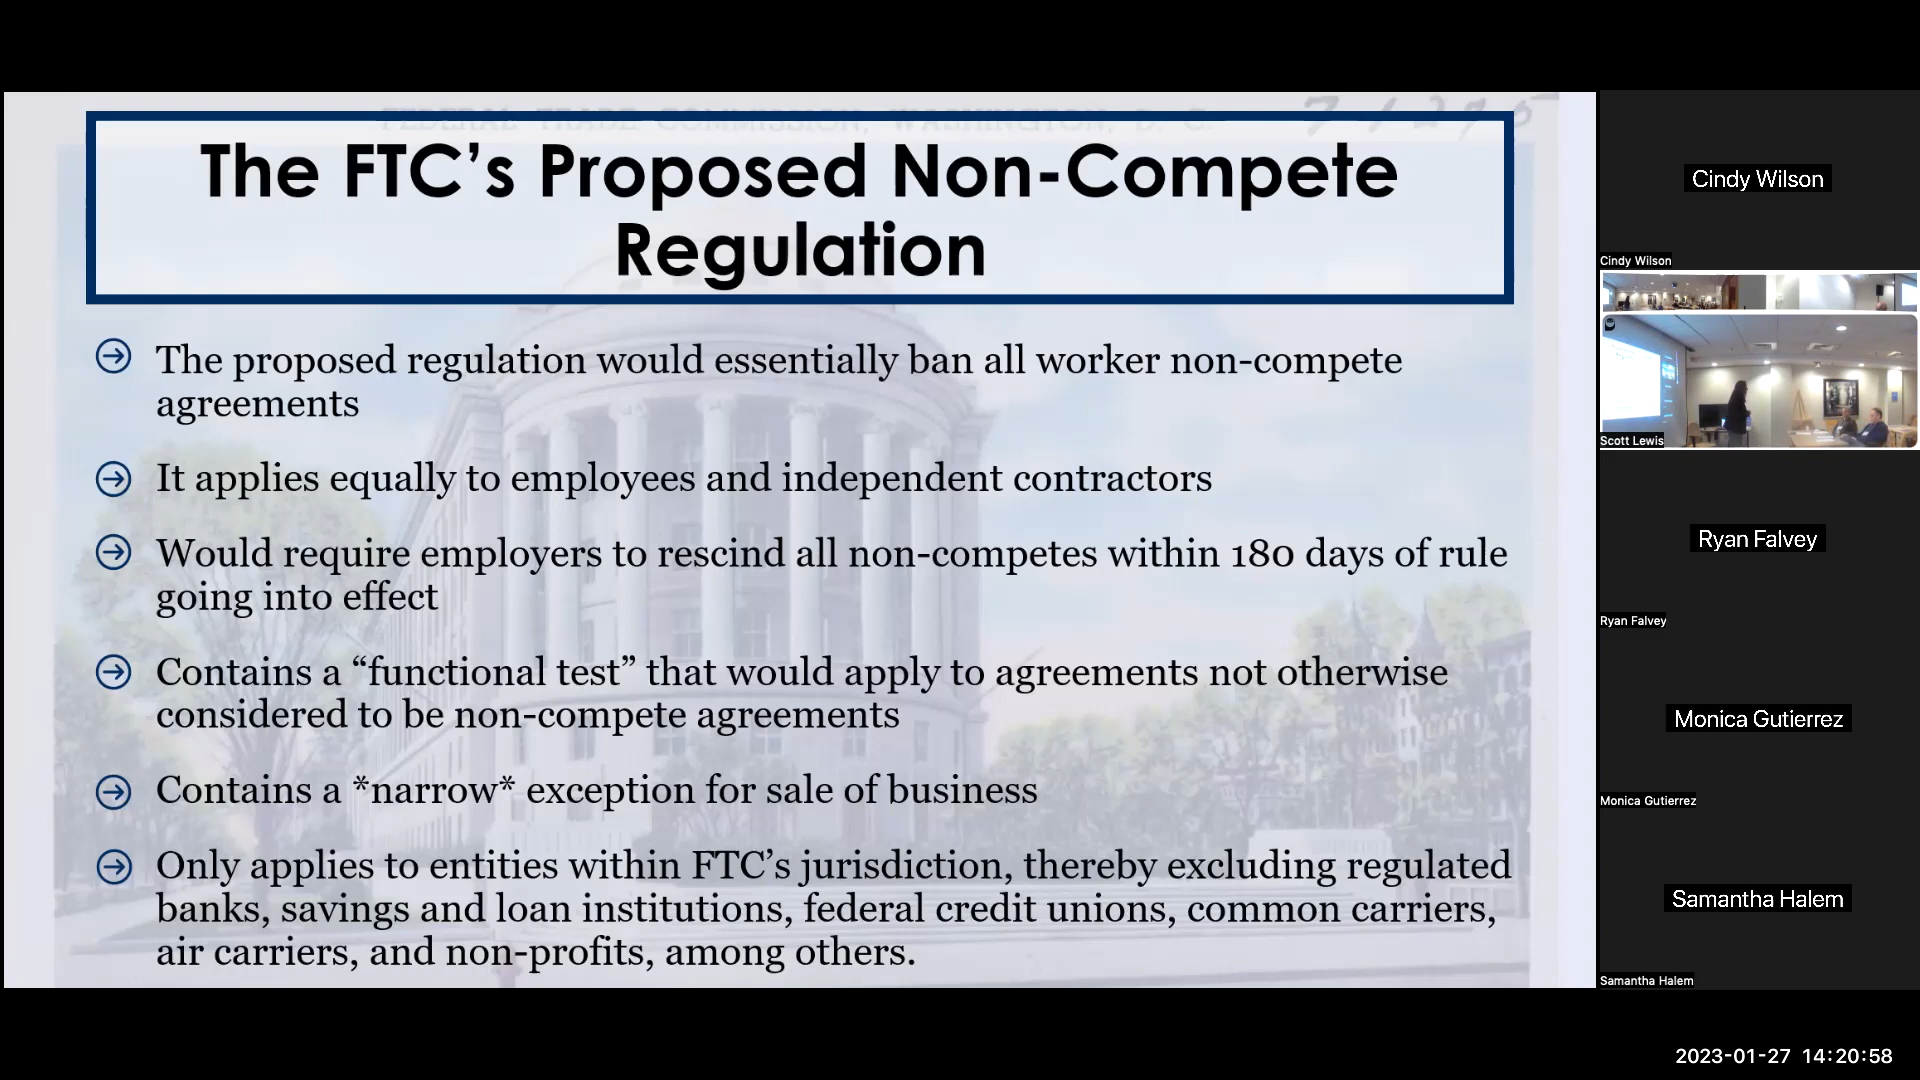 FEDERAL TRADE COMMISSION, WASHINGTON, D. C.
The FTC’s Proposed Non-Compete
Regulation
The proposed regulation would essentially ban all worker non-compete
agreements
It applies equally to employees and independent contractors
Would require employers to rescind all non-competes within 180 days of rule
going into effect
Contains a “functional test” that would apply to agreements not otherwise
considered to be non-compete agreements
Contains a *narrow* exception for sale of business
Only applies to entities within FTC’s jurisdiction, thereby excluding regulated
banks, savings and loan institutions, federal credit unions, common carriers,
air carriers, and non-profits, among others.
Cindy Wilson
Cindy Wilson
Scott Lewis
Ryan Falvey
Ryan Falvey
Monica Gutierrez
Monica Gutierrez
Samantha Halem
Samantha Halem
2023-01-27 14:20:58